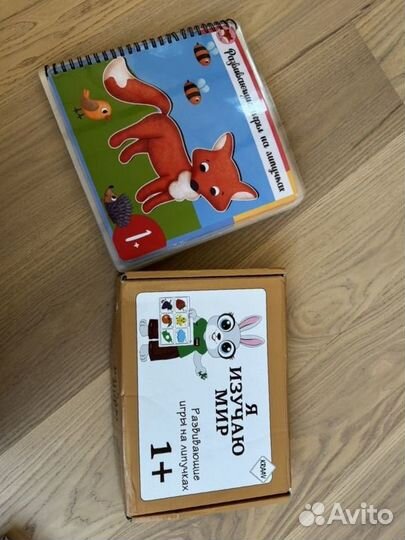 Развивающие игры на липучках
1+
Я
ИЗУЧАЮ
МИР
Развивающие
игры на липучках
1+
Avito